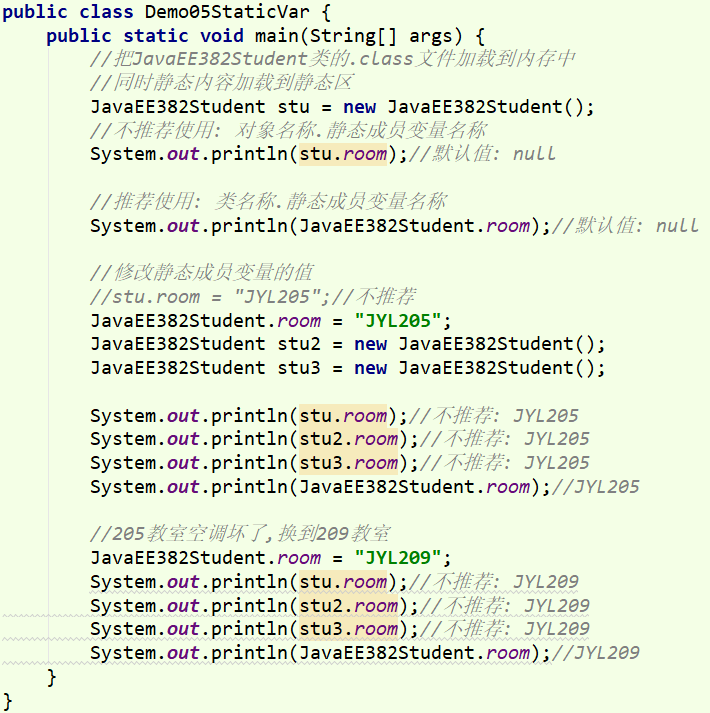 public class Demo05StaticVar {
    public static void main(String[] args) {
        //把JavaEE382Student类的.class文件加载到内存中
        //同时静态内容加载到静态区
        JavaEE382Student stu = new JavaEE382Student();
        //不推荐使用: 对象名称.静态成员变量名称
        System.out.println(stu.room);//默认值: null
        //推荐使用: 类名称.静态成员变量名称
        System.out.println(JavaEE382Student.room);//默认值: null
        //修改静态成员变量的值
        //stu.room = "JYL205";//不推荐
        JavaEE382Student.room = "JYL205";
        JavaEE382Student stu2 = new JavaEE382Student();
        JavaEE382Student stu3 = new JavaEE382Student();
        System.out.println(stu.room);//不推荐: JYL205
        System.out.println(stu2.room);//不推荐: JYL205
        System.out.println(stu3.room);//不推荐: JYL205
        System.out.println(JavaEE382Student.room);//JYL205
        //205教室空调坏了,换到209教室
        JavaEE382Student.room = "JYL209";
        System.out.println(stu.room);//不推荐: JYL209
        System.out.println(stu2.room);//不推荐: JYL209
        System.out.println(stu3.room);//不推荐: JYL209
        System.out.println(JavaEE382Student.room);//JYL209
    }
}